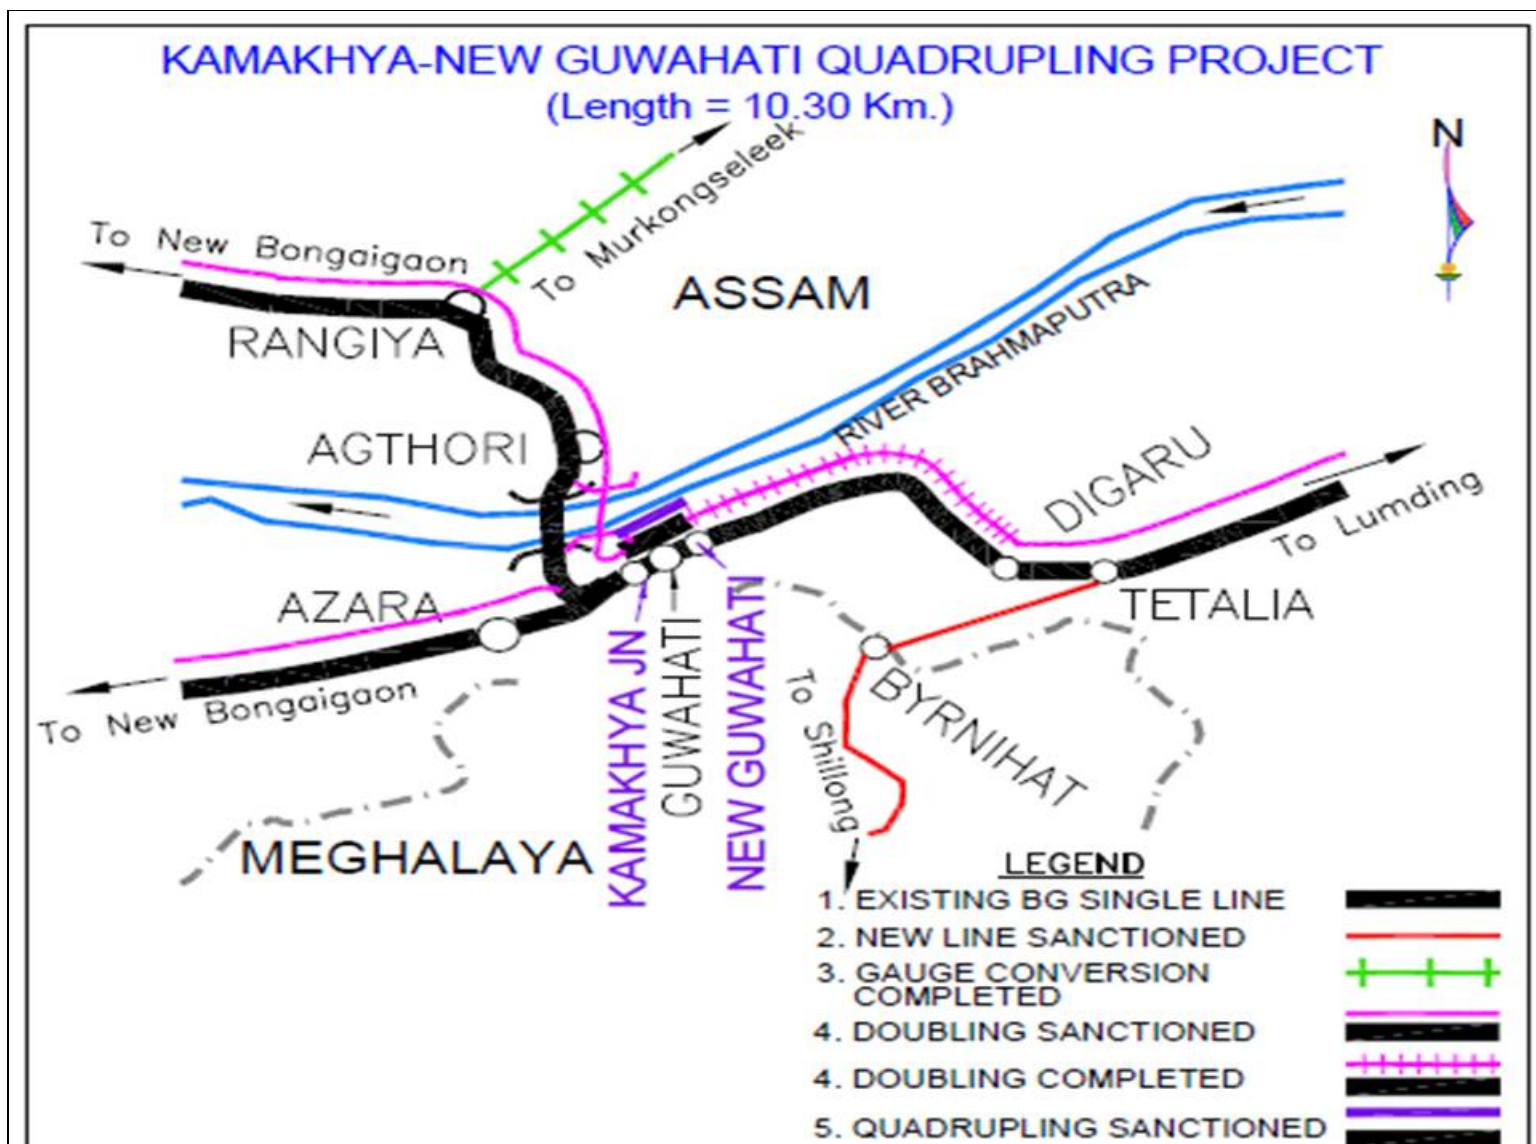 KAMAKHYA-NEW GUWAHATI QUADRUPLING PROJECT
(Length = 10.30 Km.)
N
To Murkongseleek
To New Bongaigaon
ASSAM
RANGIYA
RIVER BRAHMAPUTRA
AGTHORI
DIGARU
To Lumding
AZARA
TETALIA
To New Bongaigaon
KAMAKHYA JN
GUWAHATI
NEW GUWAHATI
BYRNIHAT
To Shillong
MEGHALAYA
LEGEND
1. EXISTING BG SINGLE LINE
2. NEW LINE SANCTIONED
3. GAUGE CONVERSION
COMPLETED
4. DOUBLING SANCTIONED
4. DOUBLING COMPLETED
5. QUADRUPLING SANCTIONED